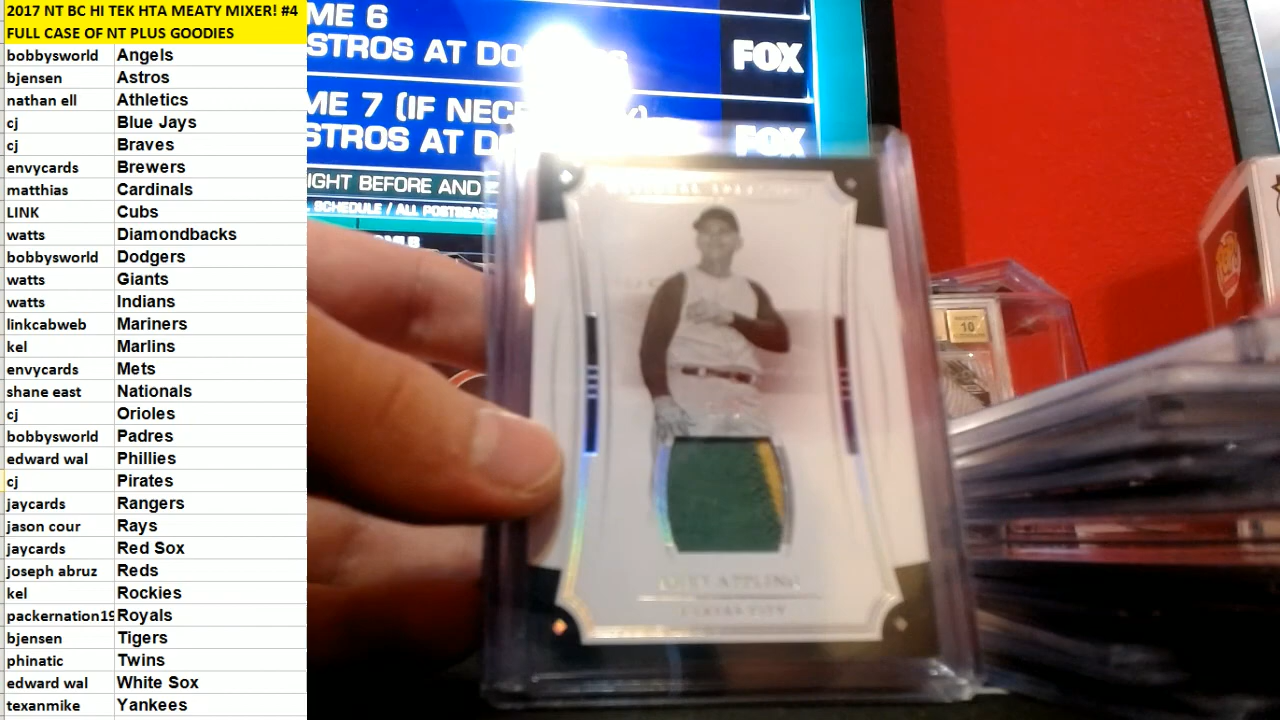 2017 NT BC HI TEK HTA MEATY MIXER! #4
FULL CASE OF NT PLUS GOODIES
bobbysworld Angels
bjensen Astros
nathan ell Athletics
cj Blue Jays
cj Braves
envycards Brewers
matthias Cardinals
LINK Cubs
watts Diamondbacks
bobbysworld Dodgers
watts Giants
watts Indians
linkcabweb Mariners
kel Marlins
envycards Mets
shane east Nationals
cj Orioles
bobbysworld Padres
edward wal Phillies
cj Pirates
jaycards Rangers
jason cour Rays
jaycards Red Sox
joseph abruz Reds
kel Rockies
packernation19 Royals
bjensen Tigers
phinatic Twins
edward wal White Sox
texanmike Yankees
ME 6
STROS AT DO
FOX
ME 7 (IF NEC
STROS AT D
FOX
IGHT BEFORE AND
SCHEDULE / ALL
APPLING
10